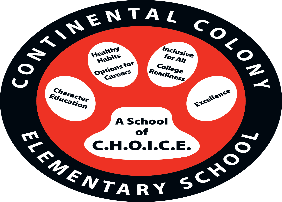 CONTINENTAL COLONY
Healthy
Habits
Options for
Careers
Inclusive
for All
College
Readiness
Character
Education
Excellence
A School
of
C.H.O.I.C.E.
ELEMENTARY SCHOOL